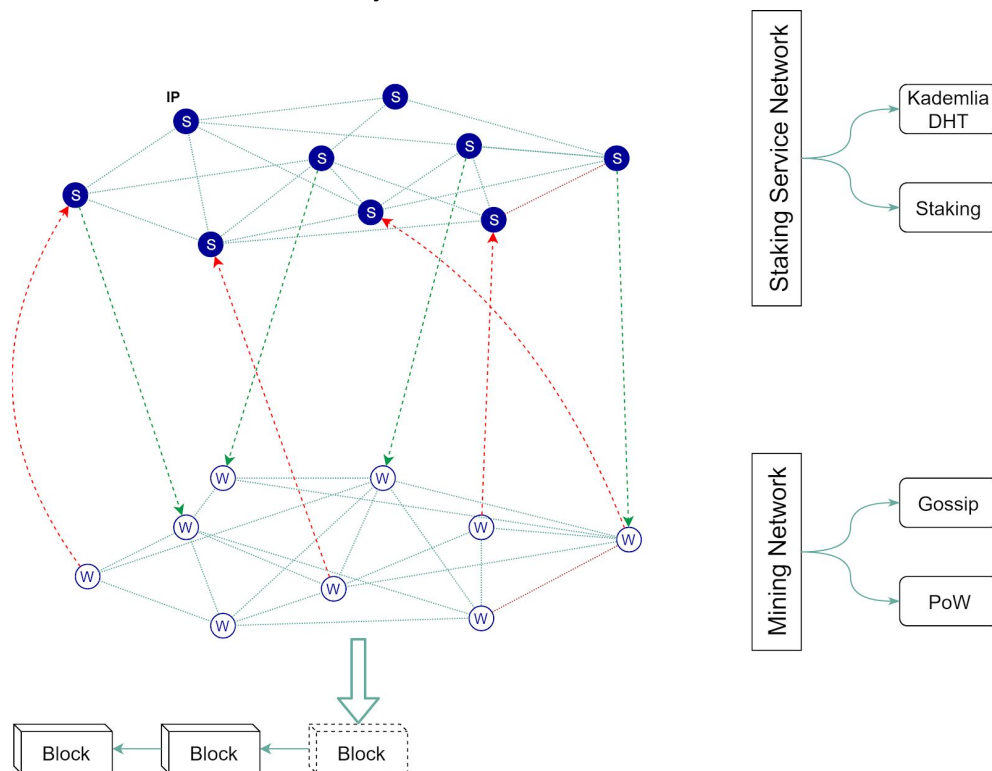 IP
S
S
S
S
S
S
S
S
S
W
W
W
W
W
W
W
W
W
Block
Block
Block
Staking Service Network
Kademlia
DHT
Staking
Mining Network
Gossip
PoW